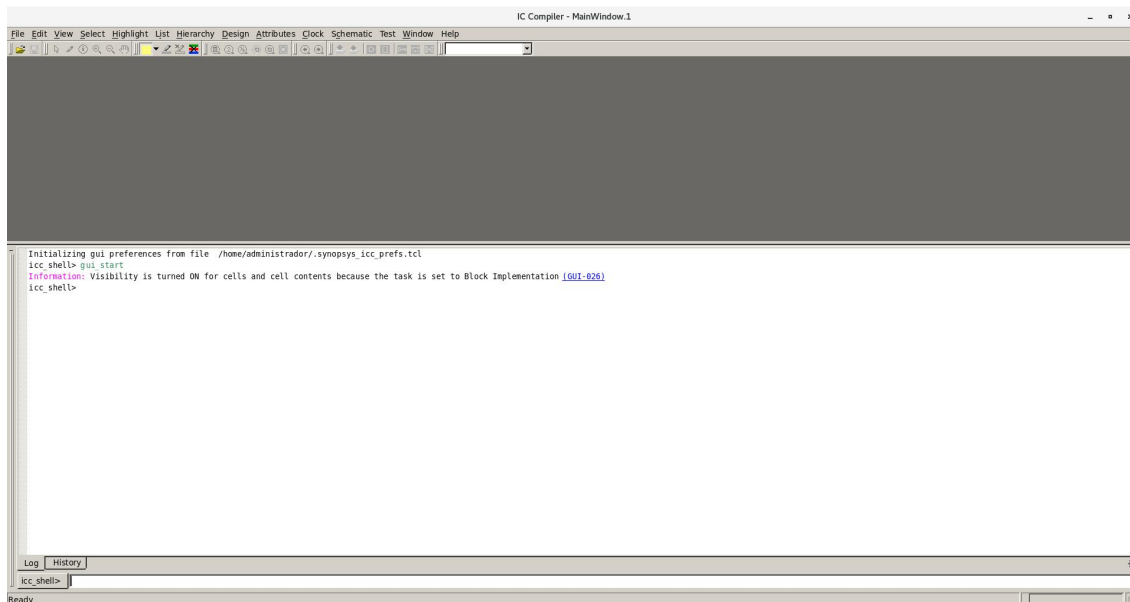 IC Compiler - MainWindow.1
File Edit View Select Highlight List Hierarchy Design Attributes Clock Schematic Test Window Help
Initializing gui preferences from file /home/administrador/.synopsys_icc_prefs.tcl
icc_shell> gui_start
Information: Visibility is turned ON for cells and cell contents because the task is set to Block Implementation (GUI-026)
icc_shell>
Log History
icc_shell>
Ready